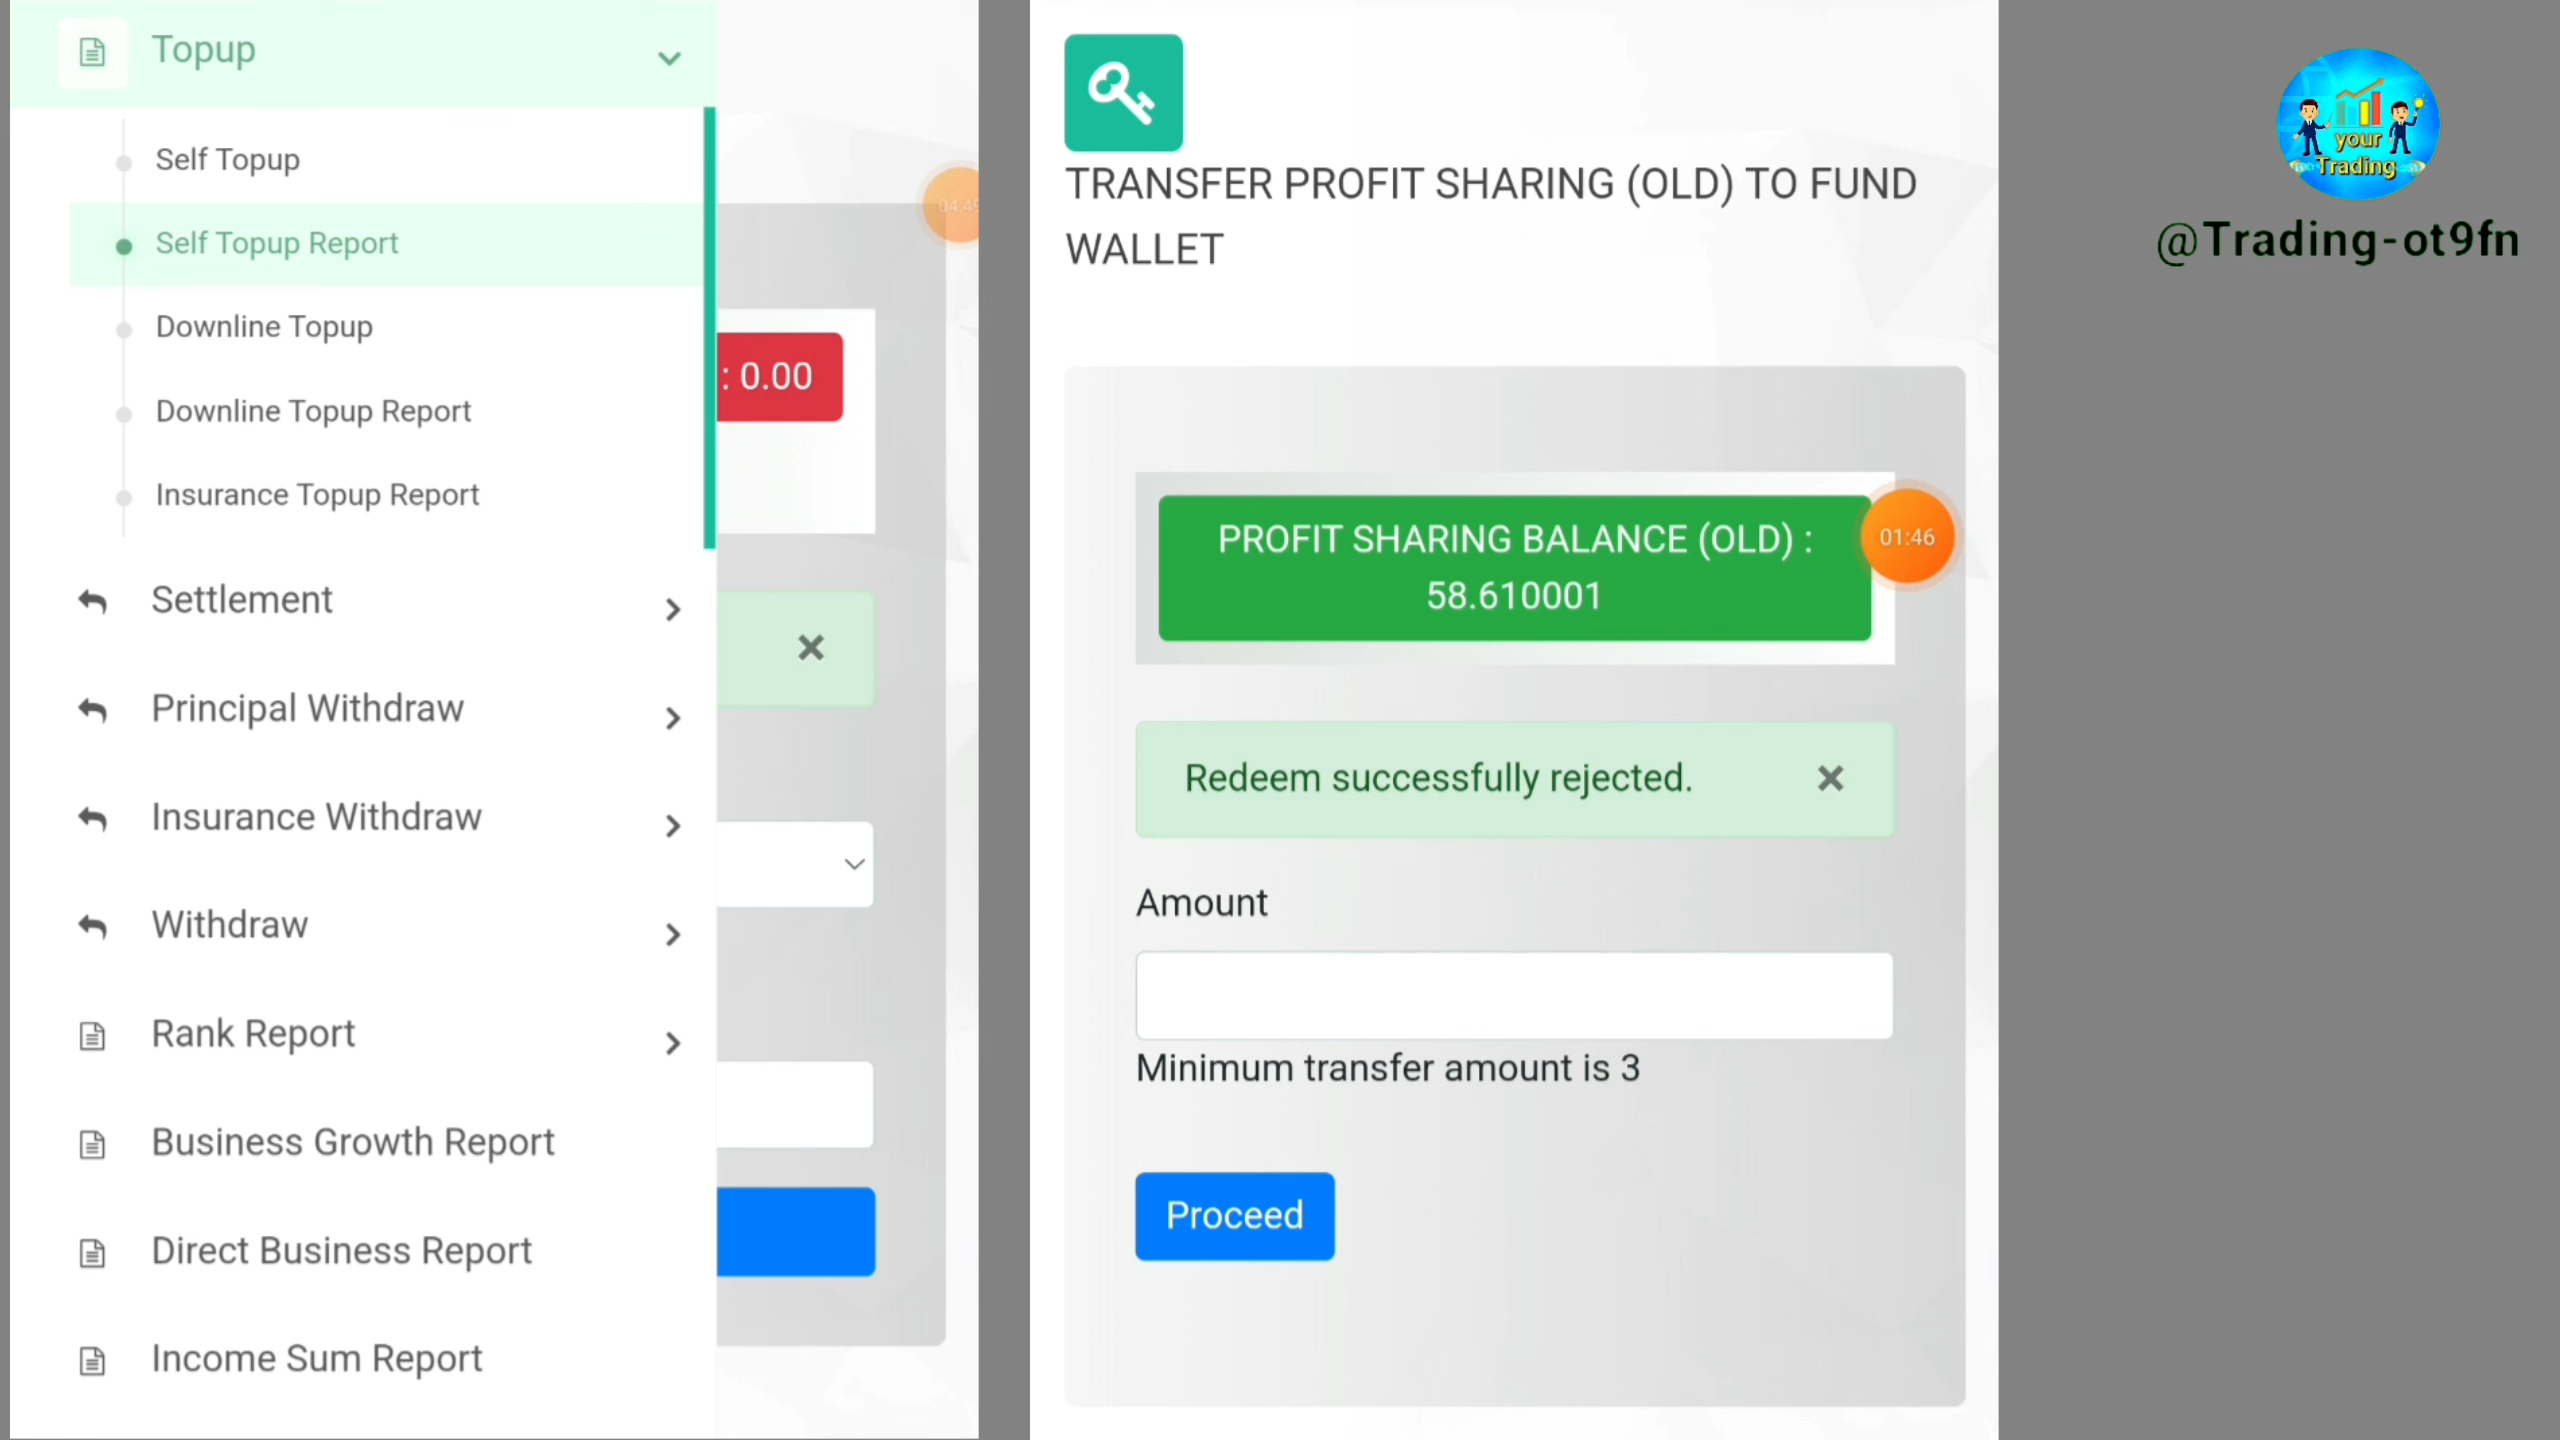 Topup
Self Topup
Self Topup Report
Downline Topup
Downline Topup Report
Insurance Topup Report
Settlement
Principal Withdraw
Insurance Withdraw
Withdraw
Rank Report
Business Growth Report
Direct Business Report
Income Sum Report
04:49
: 0.00
TRANSFER PROFIT SHARING (OLD) TO FUND
WALLET
PROFIT SHARING BALANCE (OLD) :
58.610001
01:46
Redeem successfully rejected.
Amount
Minimum transfer amount is 3
Proceed
your
Trading
@Trading-ot9fn